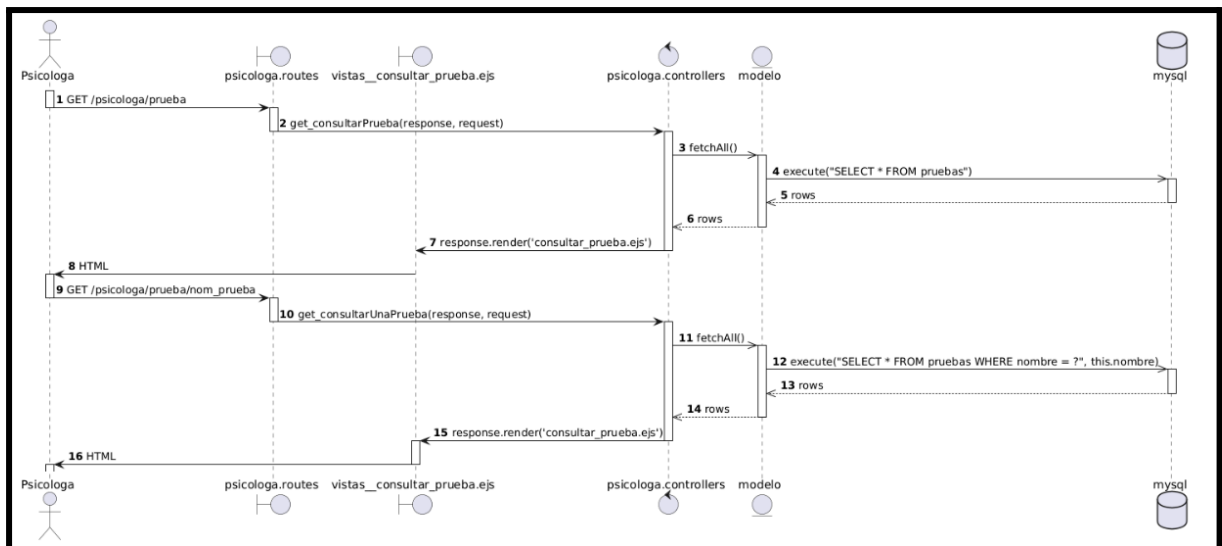 Psicologa
psicologa.routes
vistas__consultar_prueba.ejs
psicologa.controllers
modelo
mysql
1 GET /psicologa/prueba
2 get_consultarPrueba(response, request)
3 fetchAll()
4 execute("SELECT * FROM pruebas")
5 rows
6 rows
7 response.render('consultar_prueba.ejs')
8 HTML
9 GET /psicologa/prueba/nom_prueba
10 get_consultarUnaPrueba(response, request)
11 fetchAll()
12 execute("SELECT * FROM pruebas WHERE nombre = ?", this.nombre)
13 rows
14 rows
15 response.render('consultar_prueba.ejs')
16 HTML
Psicologa
psicologa.routes
vistas__consultar_prueba.ejs
psicologa.controllers
modelo
mysql